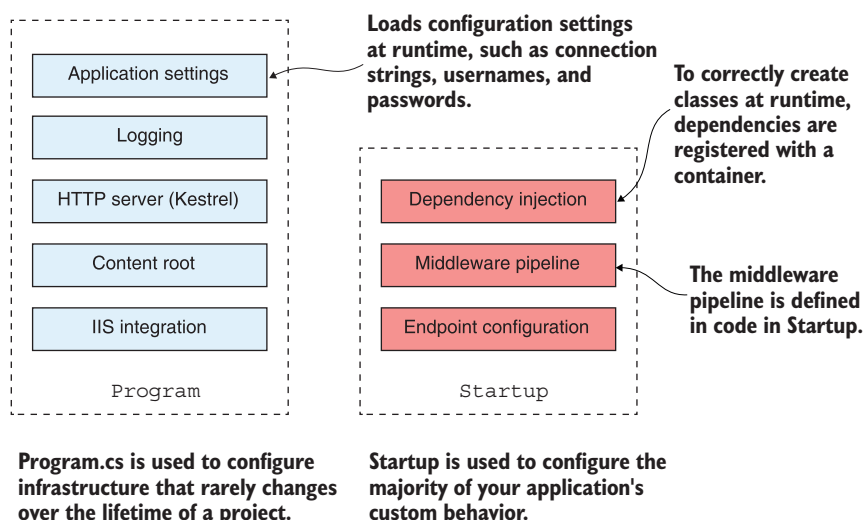 Loads configuration settings
at runtime, such as connection
strings, usernames, and
passwords.
To correctly create
classes at runtime,
dependencies are
registered with a
container.
Application settings
Logging
HTTP server (Kestrel)
Content root
IIS integration
Program
Dependency injection
Middleware pipeline
Endpoint configuration
Startup
The middleware
pipeline is defined
in code in Startup.
Program.cs is used to configure
infrastructure that rarely changes
over the lifetime of a project.
Startup is used to configure the
majority of your application's
custom behavior.